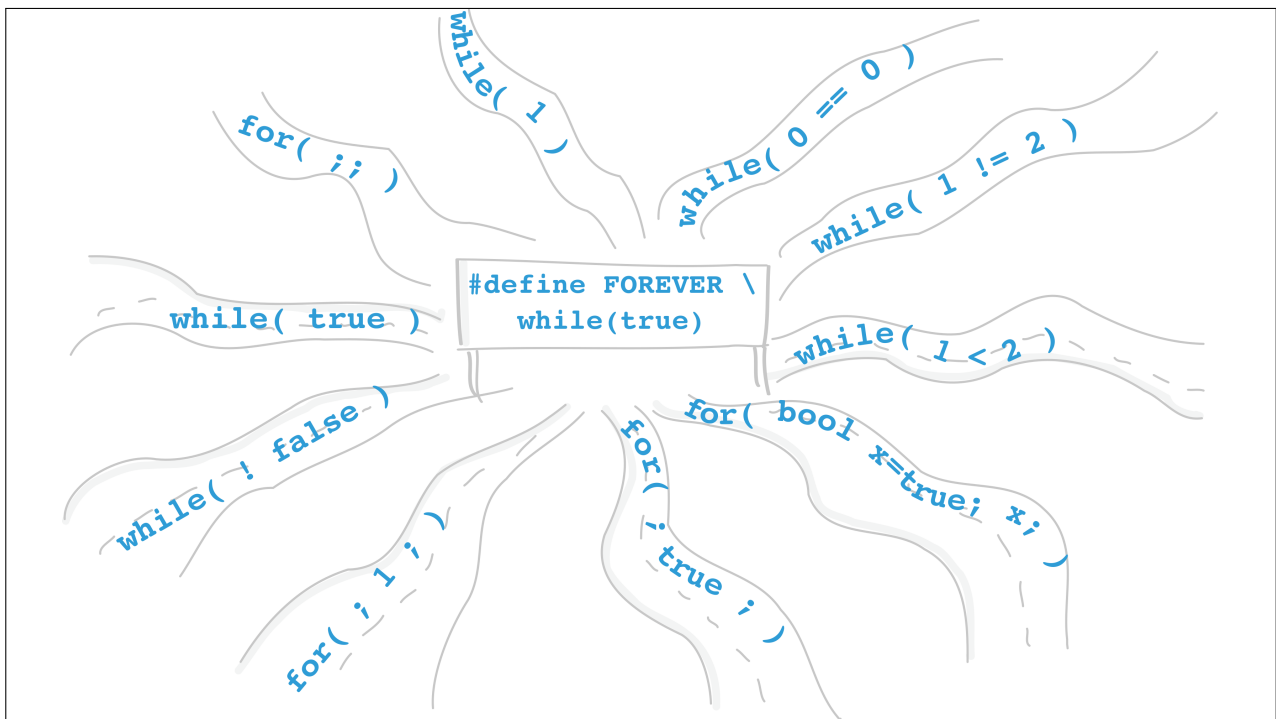 while( 1 )
while( 0 == 0 )
for( ;; )
while( 1 != 2 )
#define FOREVER \
while(true)
while( true )
while( 1 < 2 )
while( ! false )
for( bool x=true; x; )
for( ; true ; )
for( ; 1 ; )